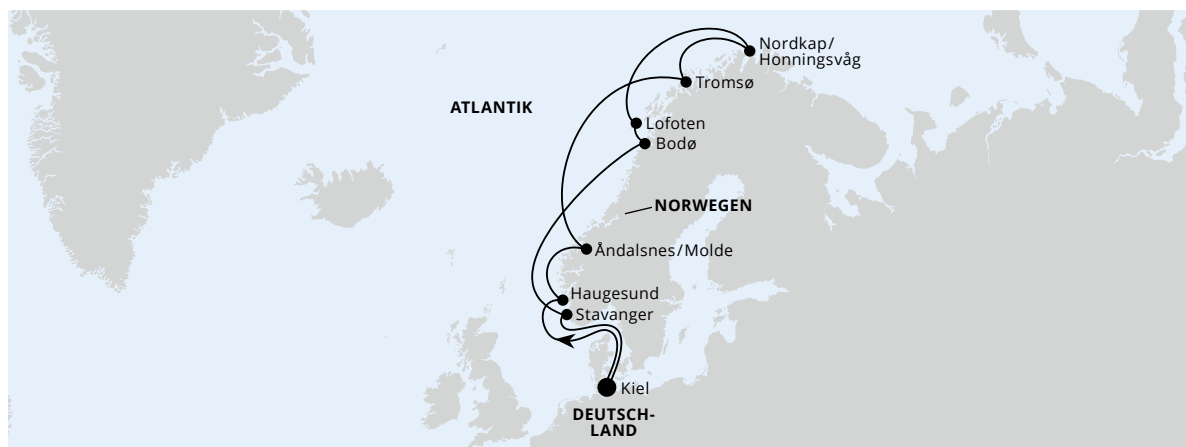 Nordkap/
Honningsvåg
Tromsø
ATLANTIK
Lofoten
Bodø
NORWEGEN
Åndalsnes/Molde
Haugesund
Stavanger
Kiel
DEUTSCH-
LAND